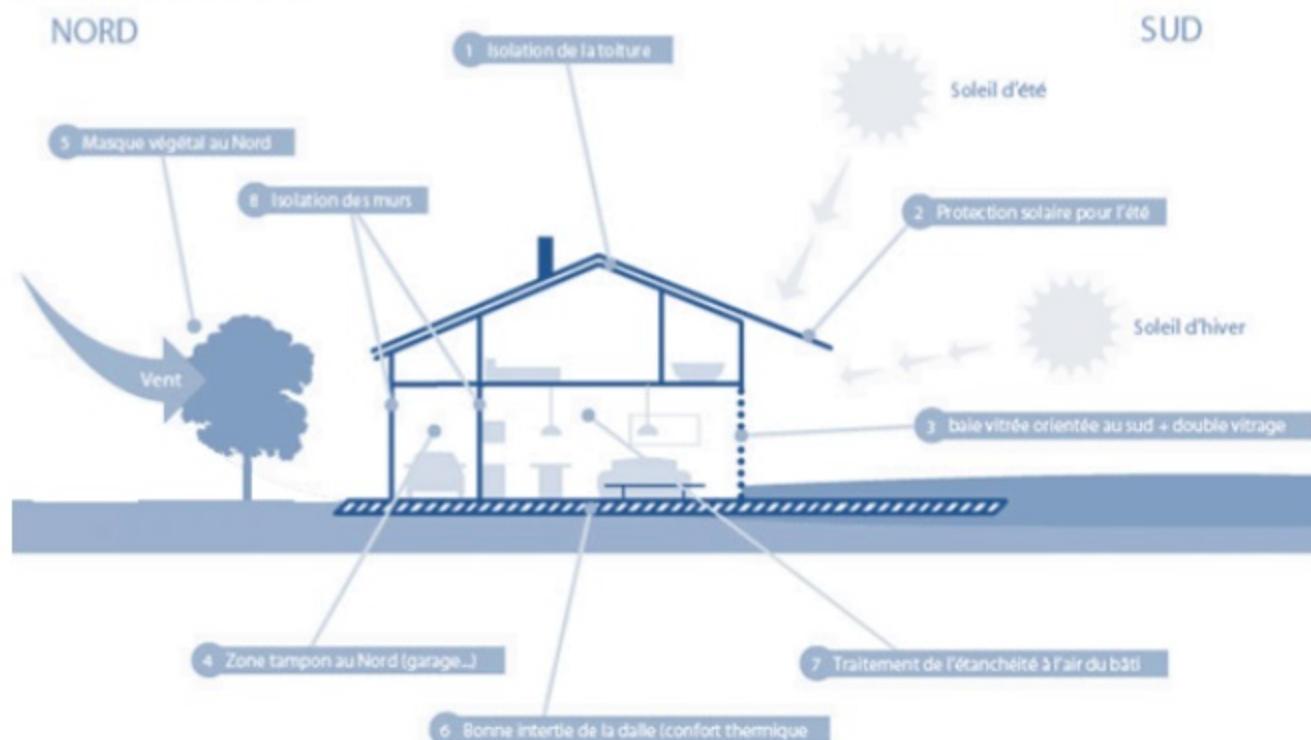 NORD
SUD
1 Isolation de la toiture
Soleil d'été
5 Masque végétal au Nord
8 Isolation des murs
2 Protection solaire pour l'été
Soleil d'hiver
Vent
3 baie vitrée orientée au sud + double vitrage
4 Zone tampon au Nord (garage...)
7 Traitement de l'étanchéité à l'air du bâti
6 Bonne intertie de la dalle (confort thermique